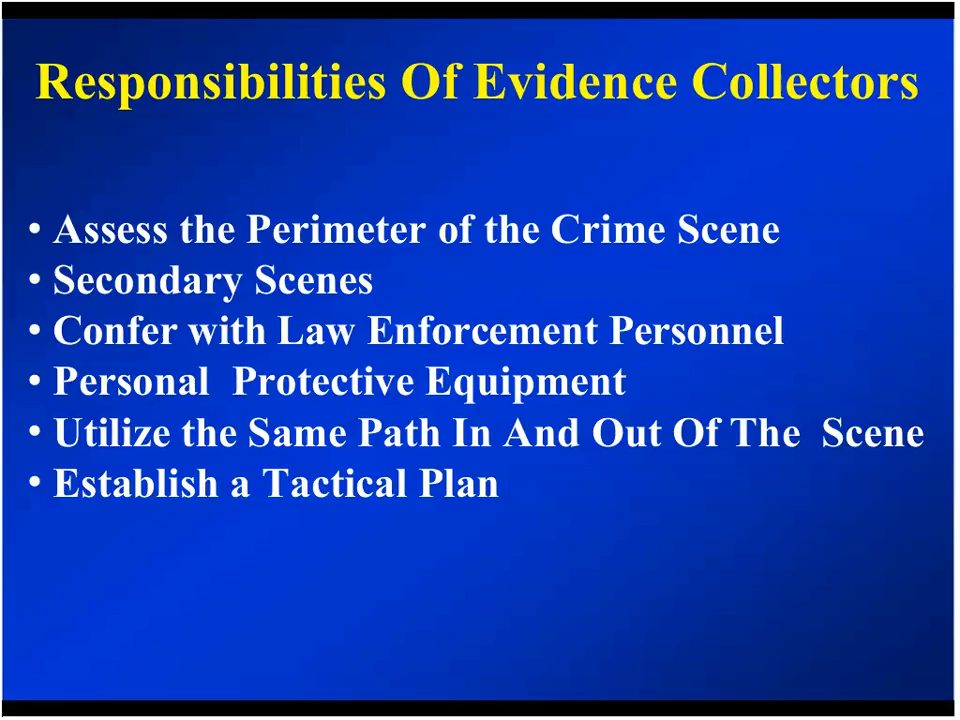 Responsibilities Of Evidence Collectors
• Assess the Perimeter of the Crime Scene
• Secondary Scenes
• Confer with Law Enforcement Personnel
• Personal  Protective Equipment
• Utilize the Same Path In And Out Of The  Scene
• Establish a Tactical Plan